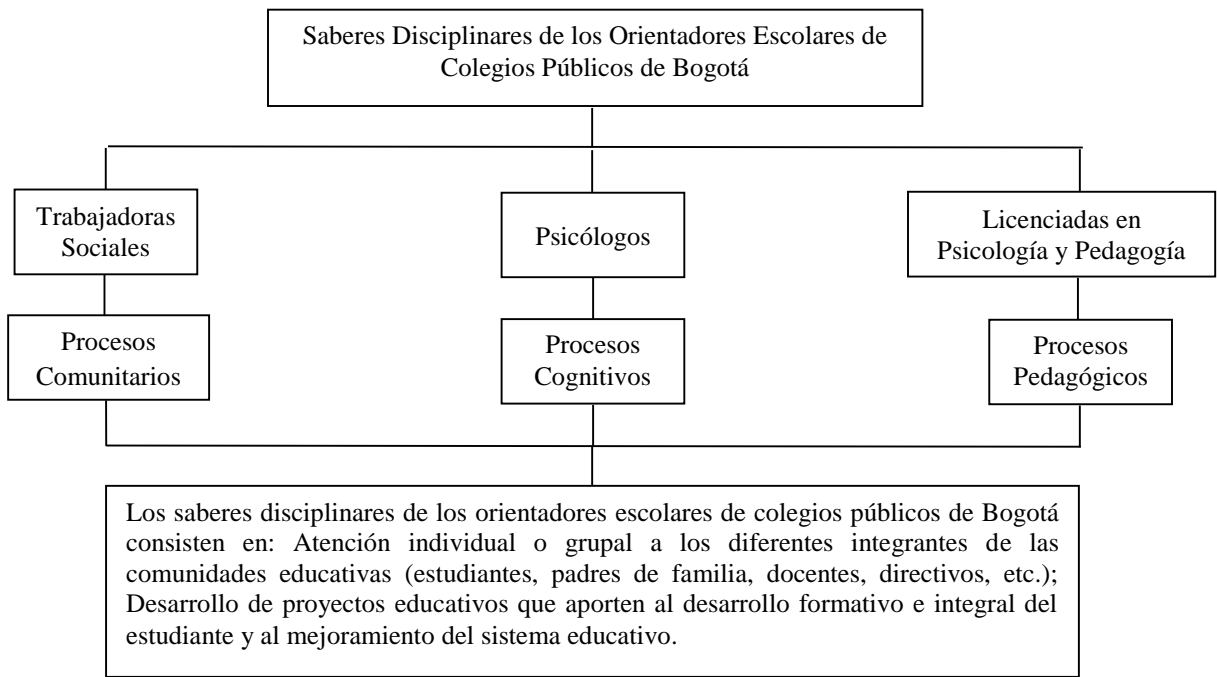 Saberes Disciplinares de los Orientadores Escolares de
Colegios Públicos de Bogotá
Trabajadoras
Sociales
Psicólogos
Licenciadas en
Psicología y Pedagogía
Procesos
Comunitarios
Procesos
Cognitivos
Procesos
Pedagógicos
Los saberes disciplinares de los orientadores escolares de colegios públicos de Bogotá
consisten en: Atención individual o grupal a los diferentes integrantes de las
comunidades educativas (estudiantes, padres de familia, docentes, directivos, etc.);
Desarrollo de proyectos educativos que aporten al desarrollo formativo e integral del
estudiante y al mejoramiento del sistema educativo.